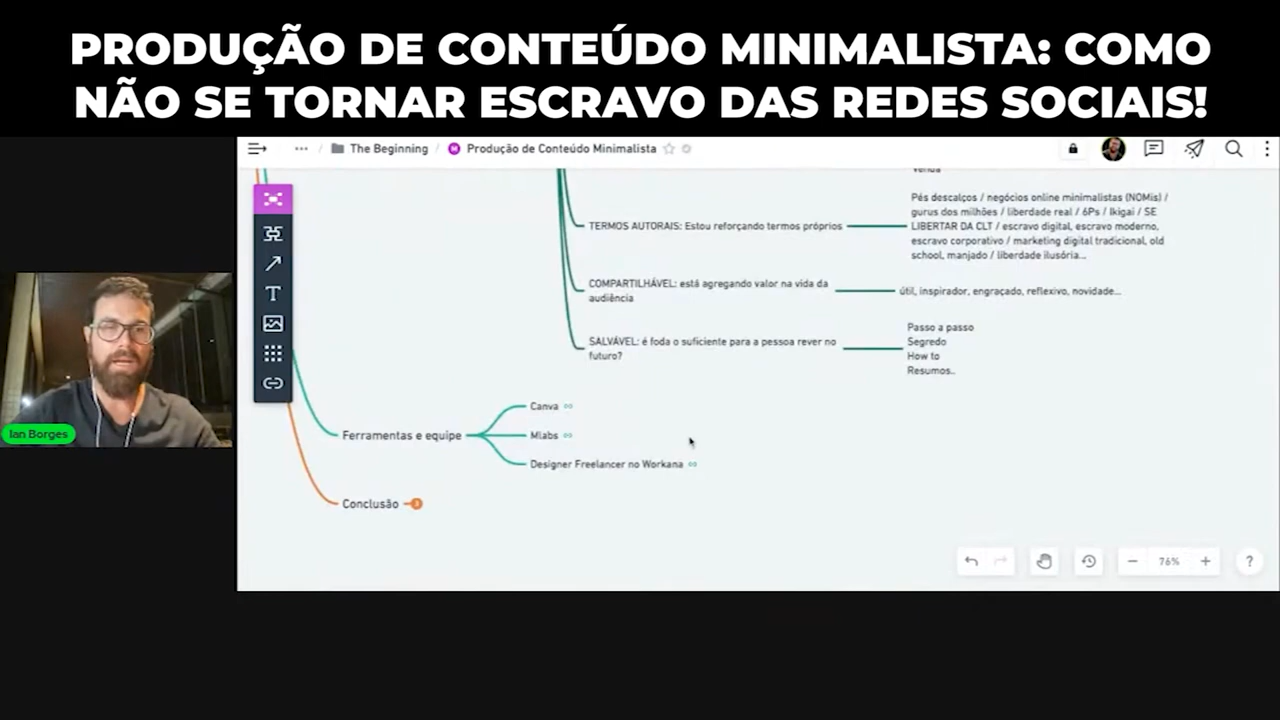 PRODUÇÃO DE CONTEÚDO MINIMALISTA: COMO
NÃO SE TORNAR ESCRAVO DAS REDES SOCIAIS!
... / The Beginning / M Produção de Conteúdo Minimalista
Venda
TERMOS AUTORAIS: Estou reforçando termos próprios
Pés descalços / negócios online minimalistas (NOMis) /
gurus dos milhões / liberdade real / 6Ps / Ikigai / SE
LIBERTAR DA CLT / escravo digital, escravo moderno,
escravo corporativo / marketing digital tradicional, old
school, manjado / liberdade ilusória...
COMPARTILHÁVEL: está agregando valor na vida da
audiência
útil, inspirador, engraçado, reflexivo, novidade...
SALVÁVEL: é foda o suficiente para a pessoa rever no
futuro?
Passo a passo
Segredo
How to
Resumos..
T
Ian Borges
Ferramentas e equipe
Canva
Mlabs
Designer Freelancer no Workana
Conclusão 3
76%
?